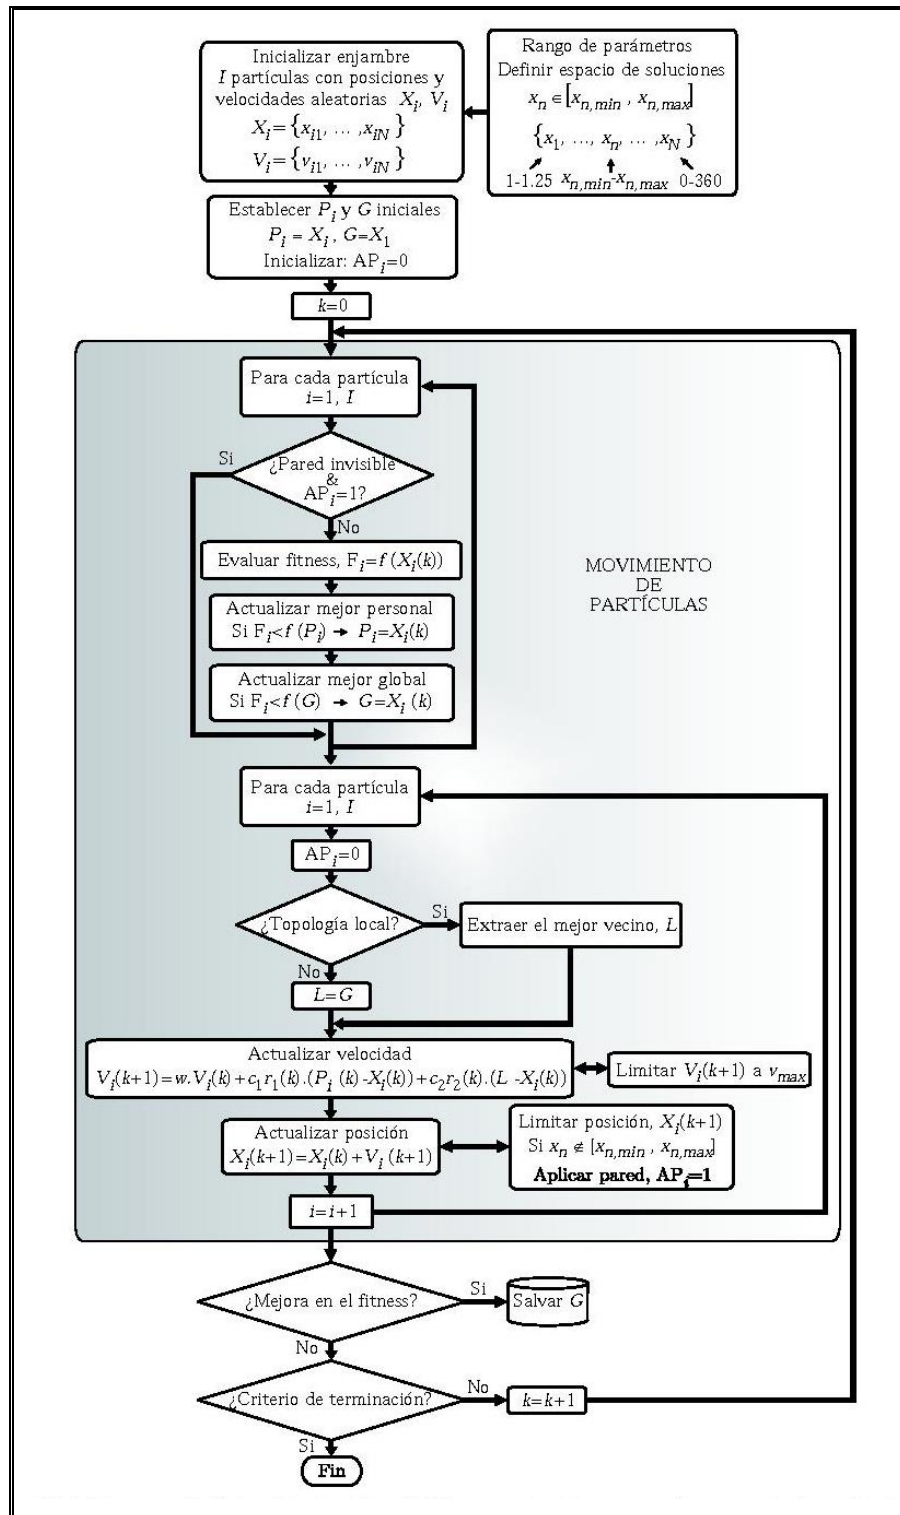 Inicializar enjambre
I partículas con posiciones y
velocidades aleatorias X_i, V_i
X_i={x_i1, ... ,x_iN}
V_i={v_i1, ... ,v_iN}
Rango de parámetros
Definir espacio de soluciones
x_n∈[x_n,min , x_n,max]
{x_1, ..., x_n, ... , x_N}
1-1.25 x_n,min-x_n,max 0-360
Establecer P_i y G iniciales
P_i = X_i, G=X_1
Inicializar: AP_i=0
k=0
Para cada partícula
i=1, I
Si
¿Pared invisible
&
AP_i=1?
No
Evaluar fitness, F_i=f(X_i(k))
Actualizar mejor personal
Si F_i<f(P_i) → P_i=X_i(k)
Actualizar mejor global
Si F_i<f(G) → G=X_i(k)
MOVIMIENTO
DE
PARTÍCULAS
Para cada partícula
i=1, I
AP_i=0
¿Topología local?
Si
Extraer el mejor vecino, L
No
L=G
Actualizar velocidad
V_i(k+1)=w.V_i(k)+c_1r_1(k).(P_i(k)-X_i(k))+c_2r_2(k).(L -X_i(k))
Limitar V_i(k+1) a v_max
Actualizar posición
X_i(k+1)=X_i(k)+V_i(k+1)
Limitar posición, X_i(k+1)
Si x_n∉[x_n,min , x_n,max]
Aplicar pared, AP_i=1
i=i+1
¿Mejora en el fitness?
Si
Salvar G
No
¿Criterio de terminación?
No
k=k+1
Si
Fin